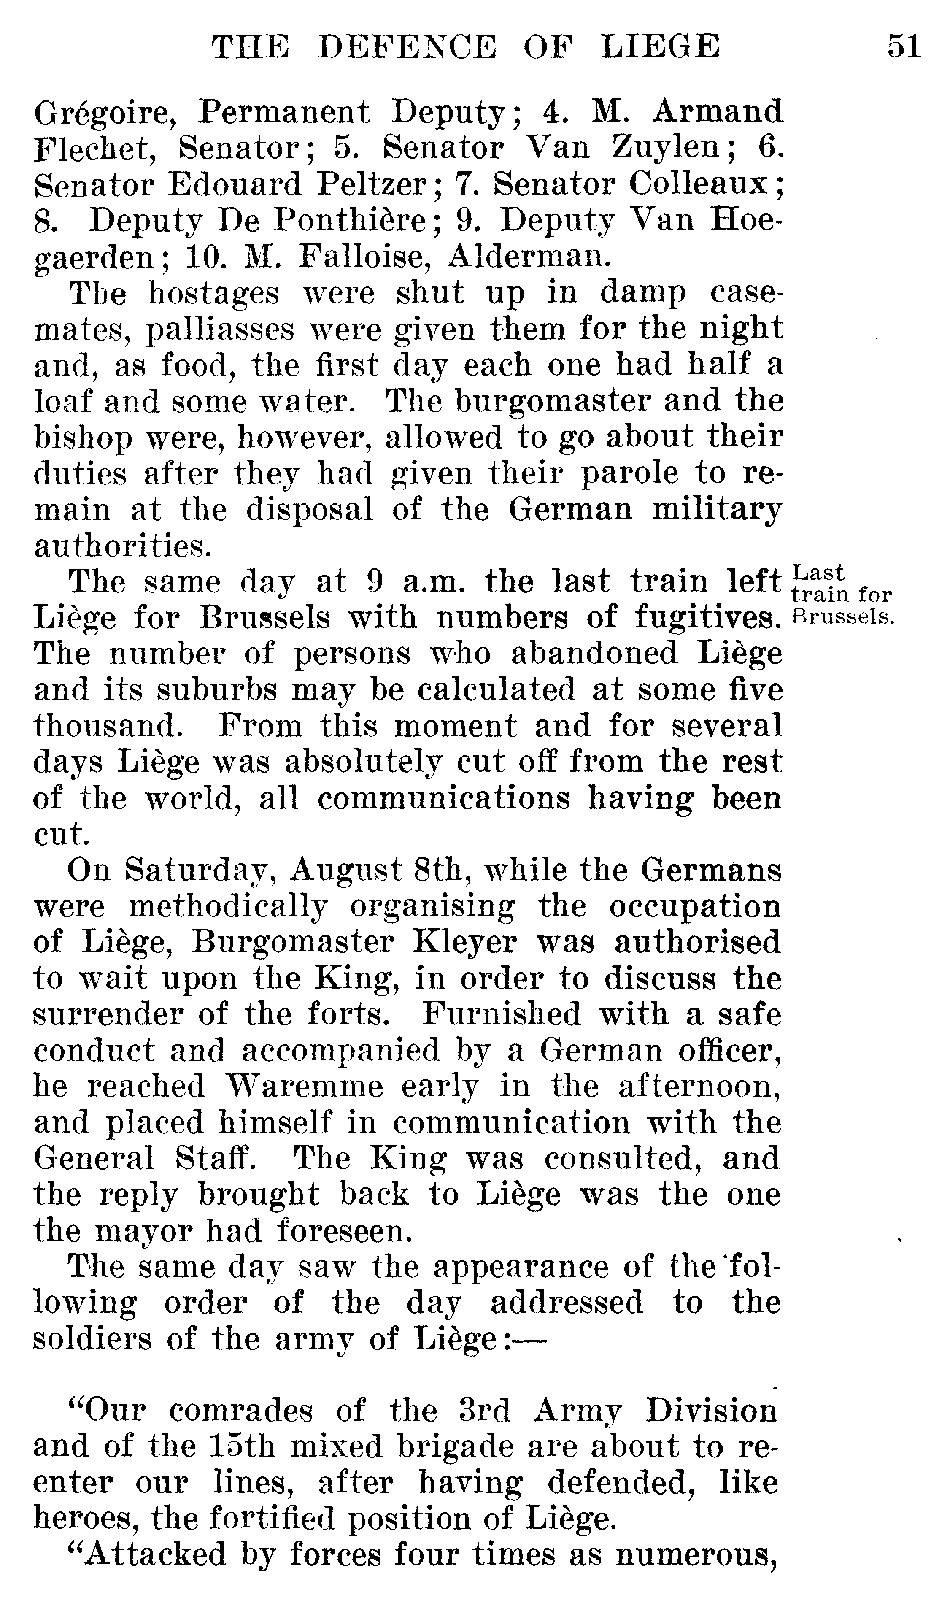 THE DEFENCE OF LIEGE 51
Grégoire, Permanent Deputy; 4. M. Armand
Flechet, Senator; 5. Senator Van Zuylen; 6.
Senator Edouard Peltzer; 7. Senator Colleaux;
8. Deputy De Ponthière; 9. Deputy Van Hoe-
gaerden; 10. M. Falloise, Alderman.
The hostages were shut up in damp case-
mates, palliasses were given them for the night
and, as food, the first day each one had half a
loaf and some water. The burgomaster and the
bishop were, however, allowed to go about their
duties after they had given their parole to re-
main at the disposal of the German military
authorities.
The same day at 9 a.m. the last train left
Liège for Brussels with numbers of fugitives.
Last
train for
Brussels.
The number of persons who abandoned Liège
and its suburbs may be calculated at some five
thousand. From this moment and for several
days Liège was absolutely cut off from the rest
of the world, all communications having been
cut.
On Saturday, August 8th, while the Germans
were methodically organising the occupation
of Liège, Burgomaster Kleyer was authorised
to wait upon the King, in order to discuss the
surrender of the forts. Furnished with a safe
conduct and accompanied by a German officer,
he reached Waremme early in the afternoon,
and placed himself in communication with the
General Staff. The King was consulted, and
the reply brought back to Liège was the one
the mayor had foreseen.
The same day saw the appearance of the fol-
lowing order of the day addressed to the
soldiers of the army of Liège:—
“Our comrades of the 3rd Army Division
and of the 15th mixed brigade are about to re-
enter our lines, after having defended, like
heroes, the fortified position of Liège.
“Attacked by forces four times as numerous,